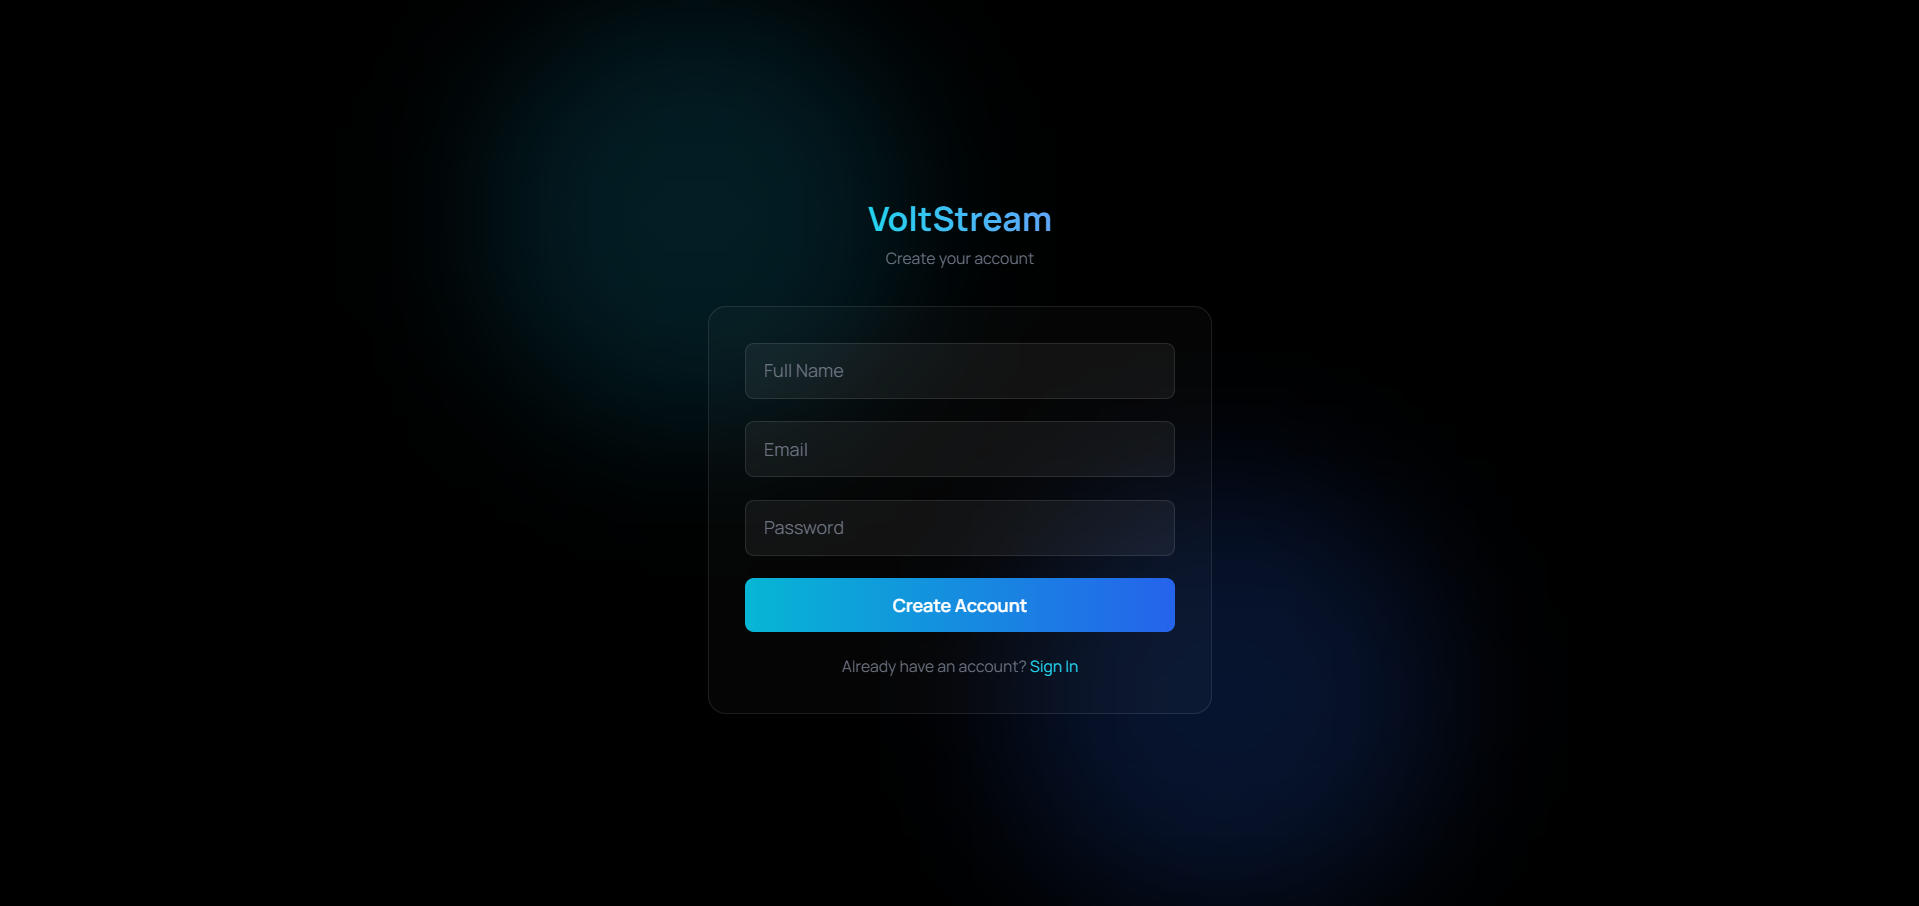 VoltStream
Create your account
Full Name
Email
Password
Create Account
Already have an account? Sign In